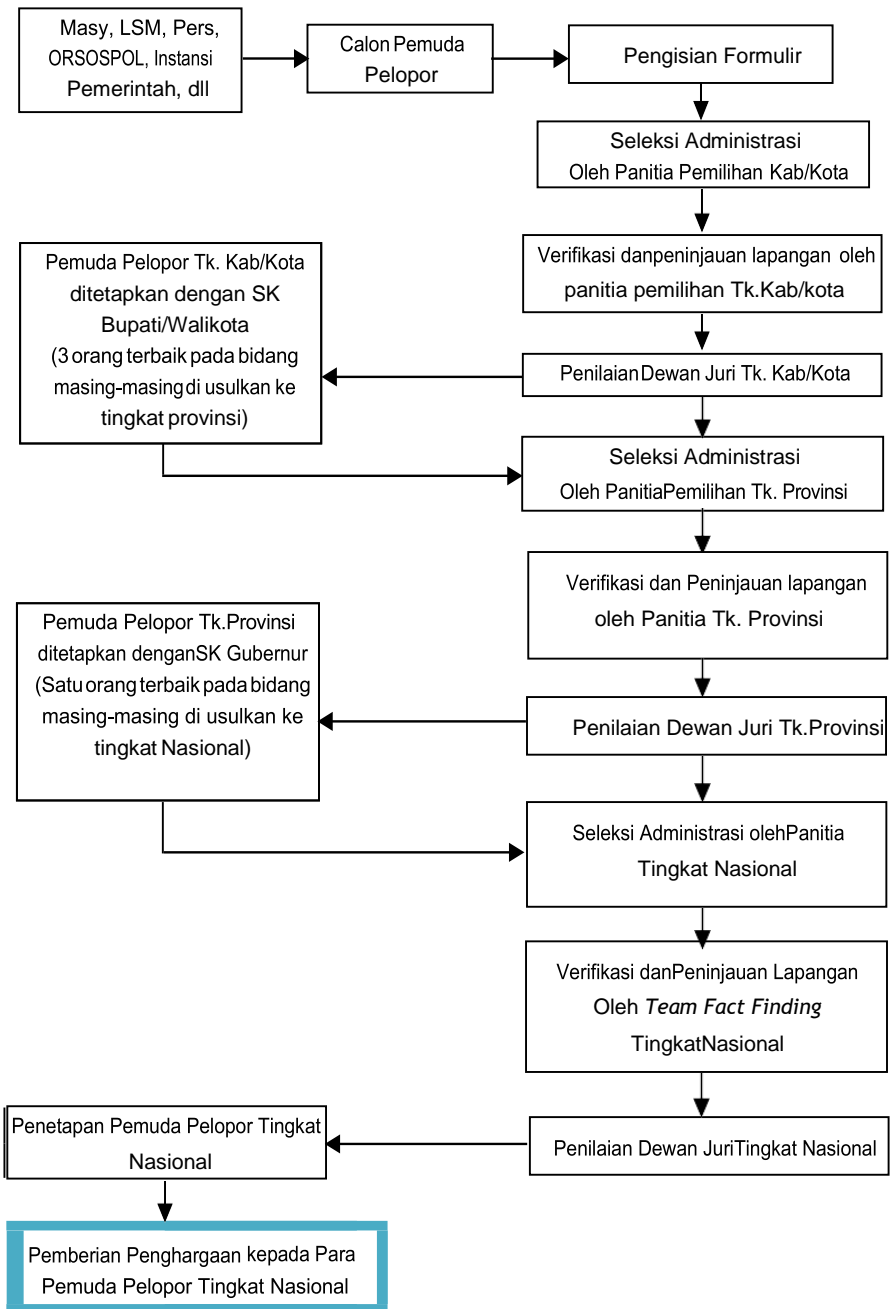 Masy, LSM, Pers,
ORSOSPOL, Instansi
Pemerintah, dll
Calon Pemuda
Pelopor
Pengisian Formulir
Seleksi Administrasi
Oleh Panitia Pemilihan Kab/Kota
Verifikasi danpeninjauan lapangan oleh
panitia pemilihan Tk.Kab/kota
Pemuda Pelopor Tk. Kab/Kota
ditetapkan dengan SK
Bupati/Walikota
(3 orang terbaik pada bidang
masing-masing di usulkan ke
tingkat provinsi)
Penilaian Dewan Juri Tk. Kab/Kota
Seleksi Administrasi
Oleh PanitiaPemilihan Tk. Provinsi
Verifikasi dan Peninjauan lapangan
oleh Panitia Tk. Provinsi
Pemuda Pelopor Tk.Provinsi
ditetapkan denganSK Gubernur
(Satu orang terbaik pada bidang
masing-masing di usulkan ke
tingkat Nasional)
Penilaian Dewan Juri Tk.Provinsi
Seleksi Administrasi olehPanitia
Tingkat Nasional
Verifikasi danPeninjauan Lapangan
Oleh Team Fact Finding
TingkatNasional
Penetapan Pemuda Pelopor Tingkat
Nasional
Penilaian Dewan JuriTingkat Nasional
Pemberian Penghargaan kepada Para
Pemuda Pelopor Tingkat Nasional